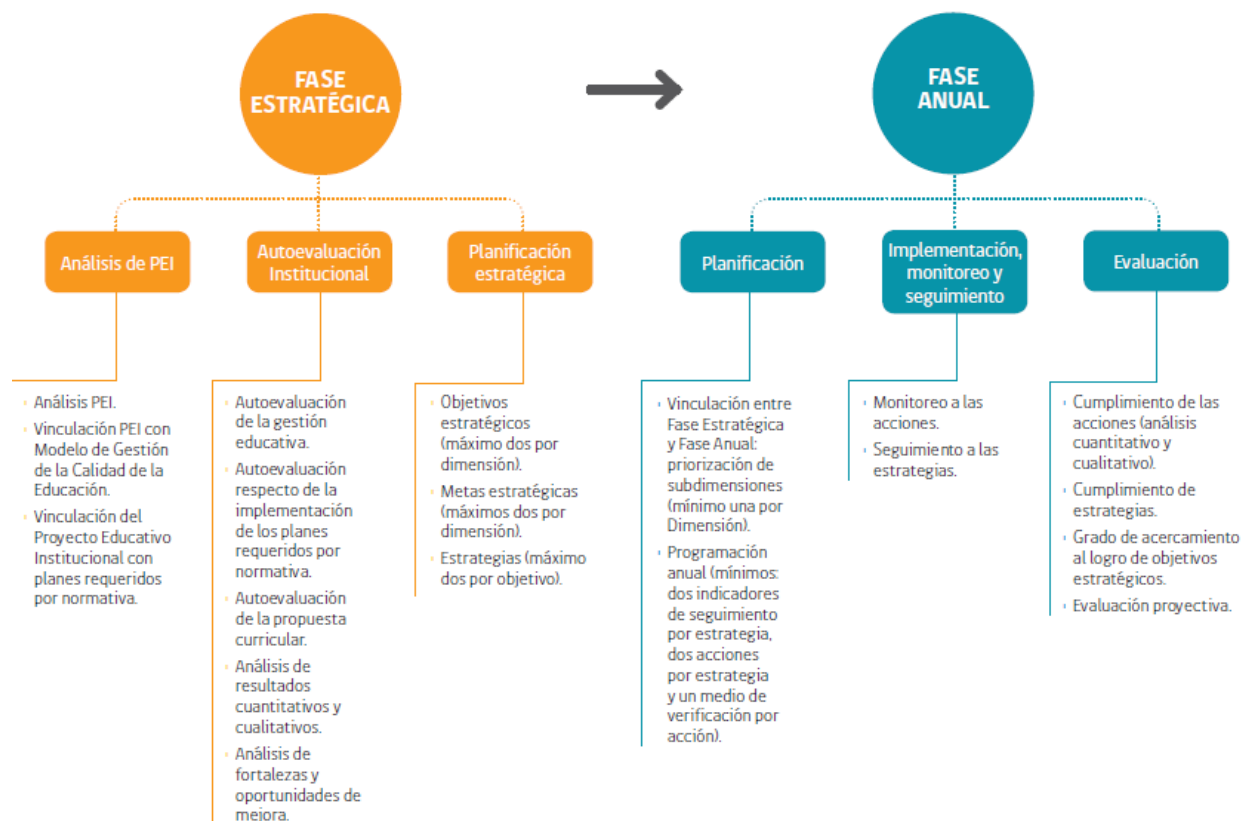 FASE
ESTRATÉGICA
FASE
ANUAL
Análisis de PEI
Autoevaluación
Institucional
Planificación
estratégica
Planificación
Implementación,
monitoreo y
seguimiento
Evaluación
Análisis PEI.
Vinculación PEI con
Modelo de Gestión
de la Calidad de la
Educación.
Vinculación del
Proyecto Educativo
Institucional con
planes requeridos
por normativa.
Autoevaluación
de la gestión
educativa.
Autoevaluación
respecto de la
implementación
de los planes
requeridos por
normativa.
Autoevaluación
de la propuesta
curricular.
Análisis de
resultados
cuantitativos y
cualitativos.
Análisis de
fortalezas y
oportunidades de
mejora.
Objetivos
estratégicos
(máximo dos por
dimensión).
Metas estratégicas
(máximos dos por
dimensión).
Estrategias (máximo
dos por objetivo).
Vinculación entre
Fase Estratégica
y Fase Anual:
priorización de
subdimensiones
(mínimo una por
Dimensión).
Programación
anual (mínimos:
dos indicadores
de seguimiento
por estrategia,
dos acciones
por estrategia
y un medio de
verificación por
acción).
Monitoreo a las
acciones.
Seguimiento a las
estrategias.
Cumplimiento de las
acciones (análisis
cuantitativo y
cualitativo).
Cumplimiento de
estrategias.
Grado de acercamiento
al logro de objetivos
estratégicos.
Evaluación proyectiva.